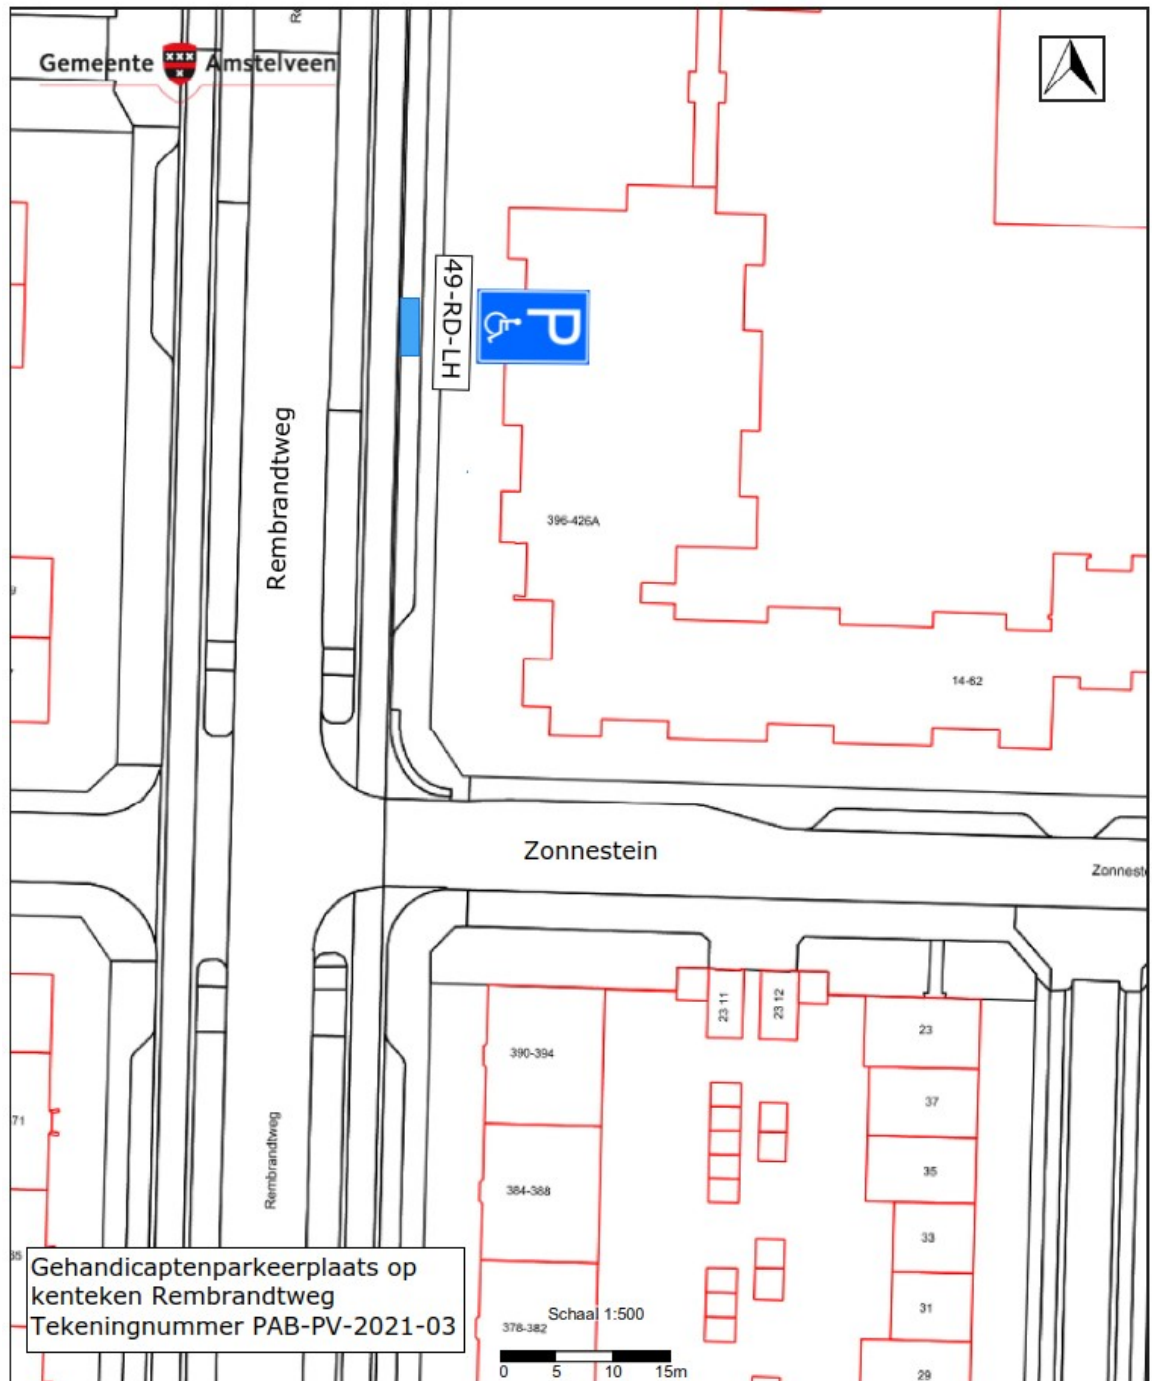 Gemeente Amstelveen
49-RD-LH
P
Rembrandtweg
396-426A
14-62
Zonnestein
23 11
23 12
23
390-394
37
71
Rembrandtweg
35
384-388
33
Gehandicaptenparkeerplaats op
kenteken Rembrandtweg
Tekeningnummer PAB-PV-2021-03
31
Schaal 1:500
378-382
0 5 10 15m
29